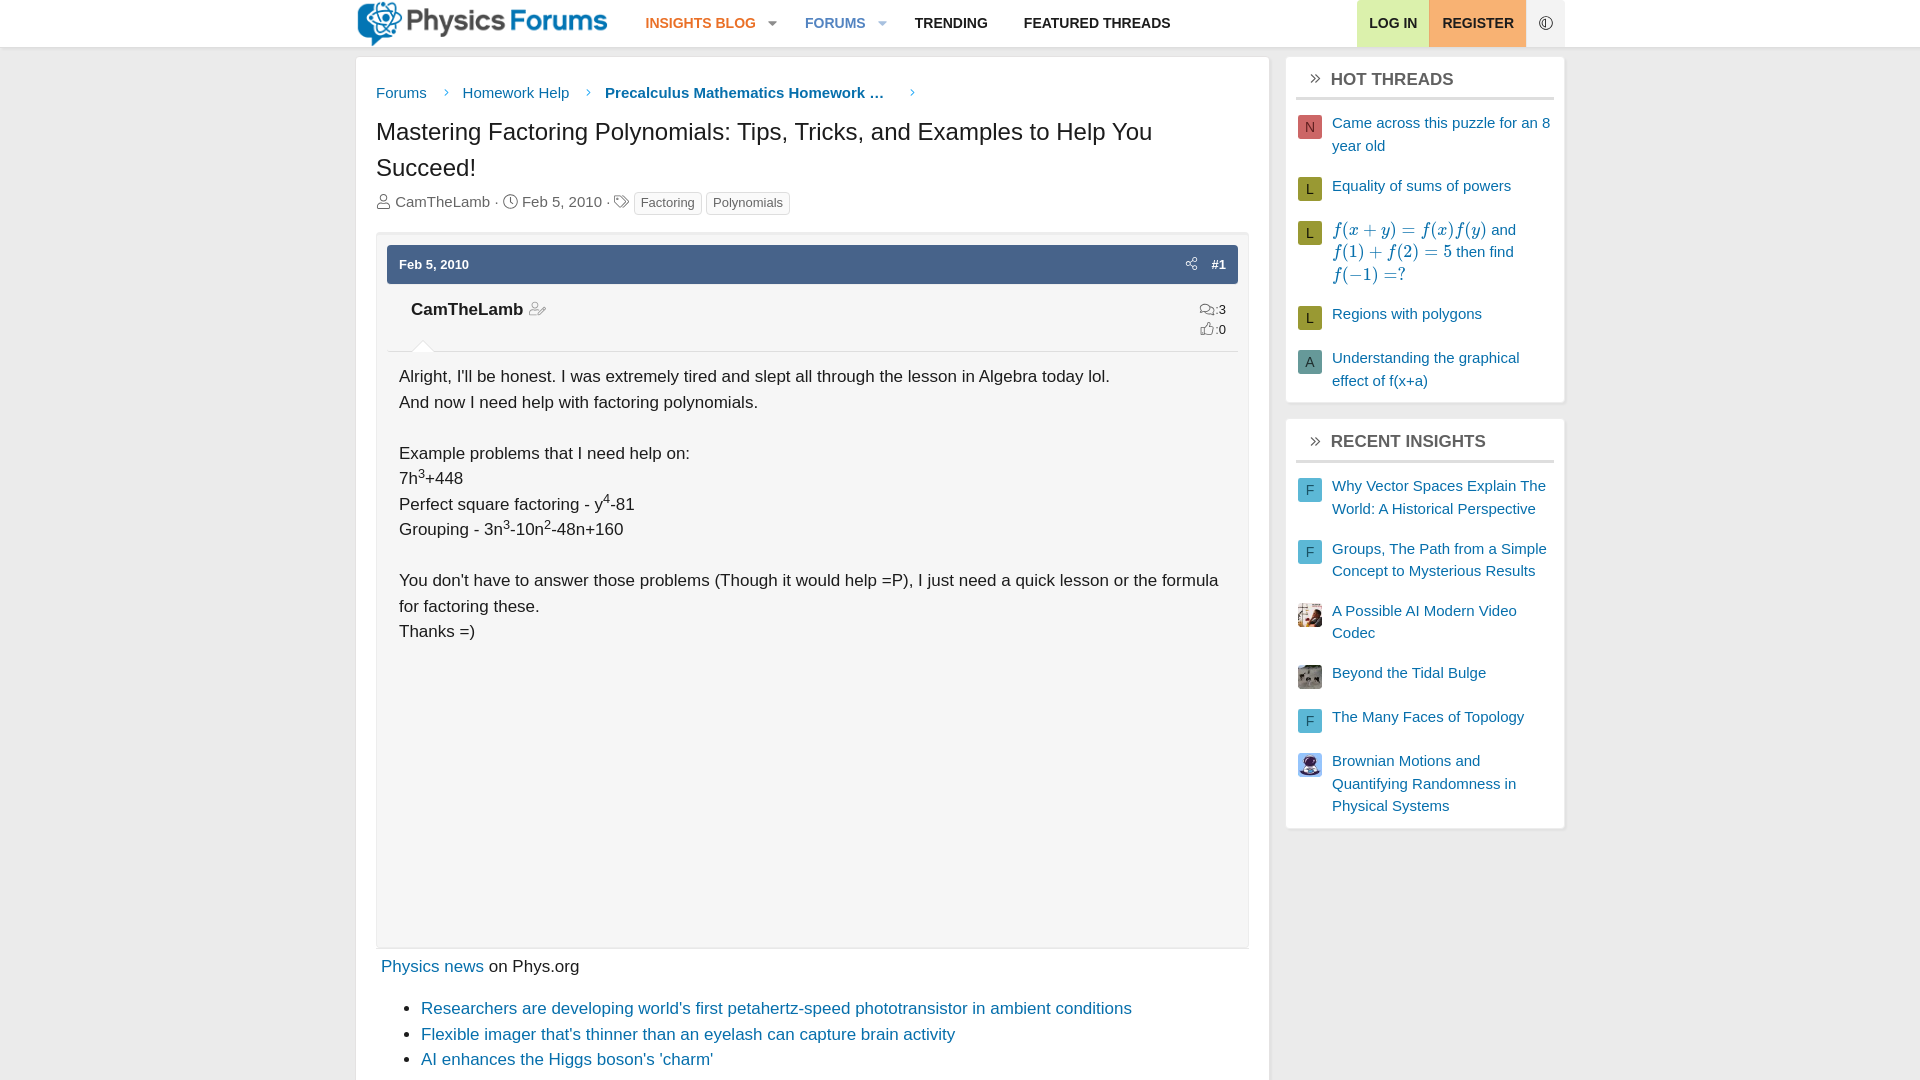 Physics Forums
INSIGHTS BLOG
FORUMS
TRENDING
FEATURED THREADS
LOG IN
REGISTER
Forums
Homework Help
Precalculus Mathematics Homework …
Mastering Factoring Polynomials: Tips, Tricks, and Examples to Help You
Succeed!
CamTheLamb · Feb 5, 2010 · Factoring Polynomials
Feb 5, 2010
#1
CamTheLamb
:3
:0
Alright, I'll be honest. I was extremely tired and slept all through the lesson in Algebra today lol.
And now I need help with factoring polynomials.
Example problems that I need help on:
7h³+448
Perfect square factoring - y⁴-81
Grouping - 3n³-10n²-48n+160
You don't have to answer those problems (Though it would help =P), I just need a quick lesson or the formula
for factoring these.
Thanks =)
Physics news on Phys.org
• Researchers are developing world's first petahertz-speed phototransistor in ambient conditions
• Flexible imager that's thinner than an eyelash can capture brain activity
• AI enhances the Higgs boson's 'charm'
HOT THREADS
N
Came across this puzzle for an 8
year old
L
Equality of sums of powers
L
f(x + y) = f(x)f(y) and
f(1) + f(2) = 5 then find
f(−1) =?
L
Regions with polygons
A
Understanding the graphical
effect of f(x+a)
RECENT INSIGHTS
F
Why Vector Spaces Explain The
World: A Historical Perspective
F
Groups, The Path from a Simple
Concept to Mysterious Results
A Possible AI Modern Video
Codec
Beyond the Tidal Bulge
F
The Many Faces of Topology
Brownian Motions and
Quantifying Randomness in
Physical Systems